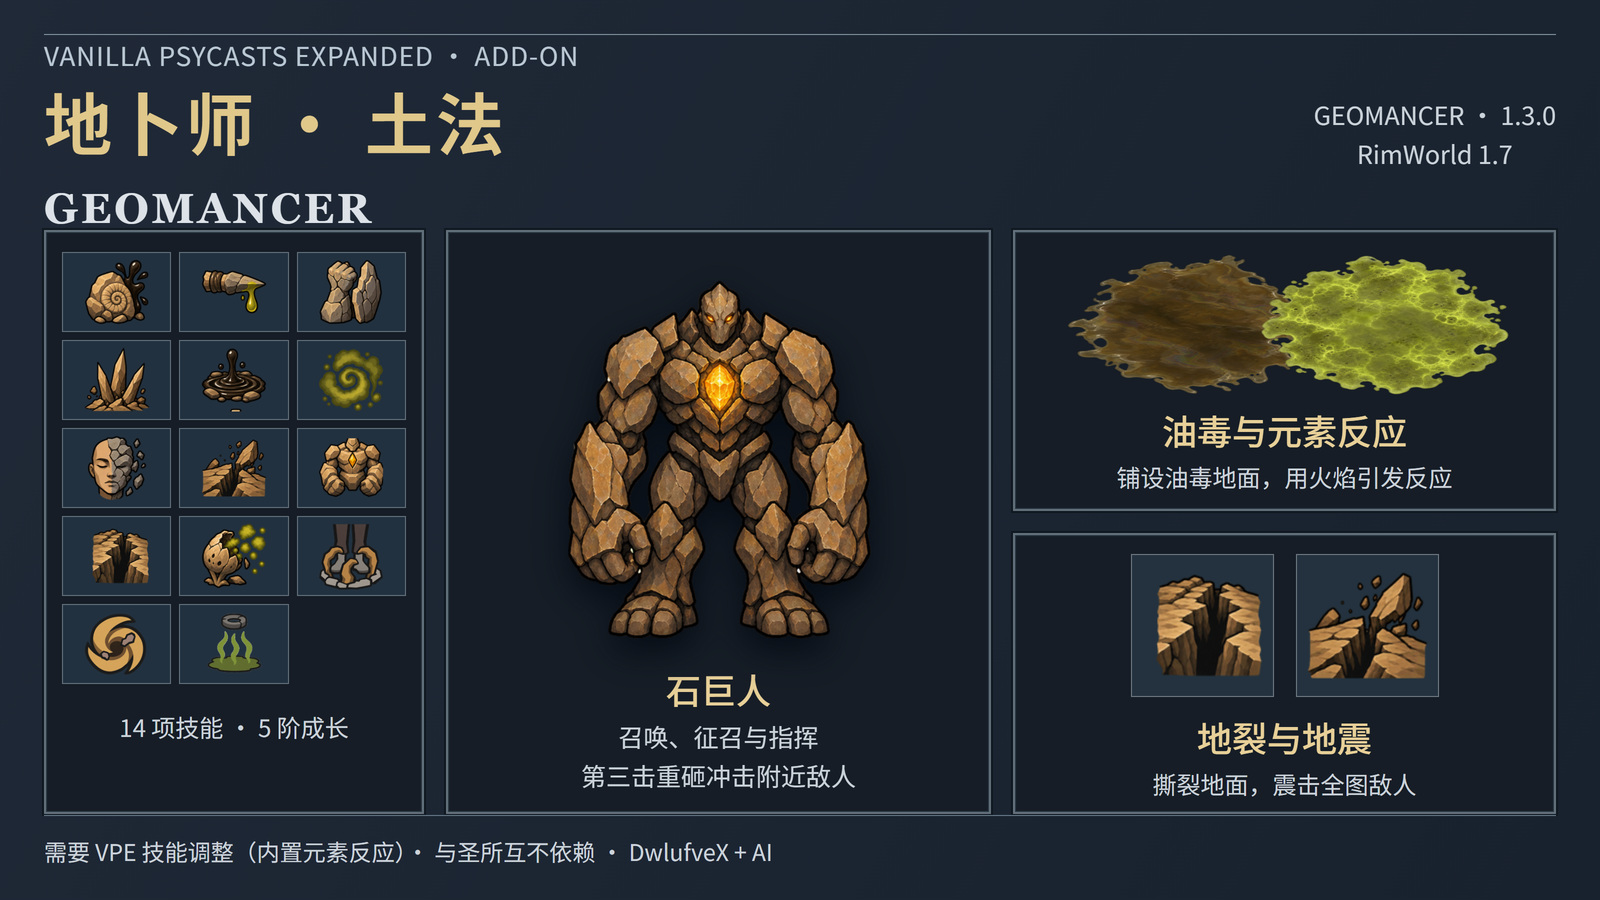 VANILLA PSYCASTS EXPANDED • ADD-ON
地卜师 • 土法
GEOMANCER
GEOMANCER • 1.3.0
RimWorld 1.7
14 项技能 • 5 阶成长
石巨人
召唤、征召与指挥
第三击重砸冲击附近敌人
油毒与元素反应
铺设油毒地面，用火焰引发反应
地裂与地震
撕裂地面，震击全图敌人
需要 VPE 技能调整（内置元素反应）• 与圣所互不依赖 • DwlufveX + AI